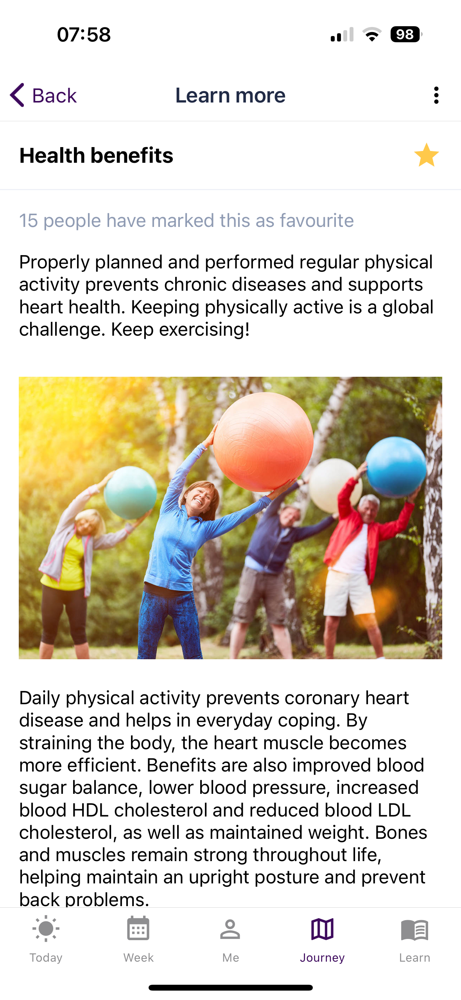 07:58
98
Back
Learn more
Health benefits
15 people have marked this as favourite
Properly planned and performed regular physical
activity prevents chronic diseases and supports
heart health. Keeping physically active is a global
challenge. Keep exercising!
Daily physical activity prevents coronary heart
disease and helps in everyday coping. By
straining the body, the heart muscle becomes
more efficient. Benefits are also improved blood
sugar balance, lower blood pressure, increased
blood HDL cholesterol and reduced blood LDL
cholesterol, as well as maintained weight. Bones
and muscles remain strong throughout life,
helping maintain an upright posture and prevent
back problems.
Today
Week
Me
Journey
Learn